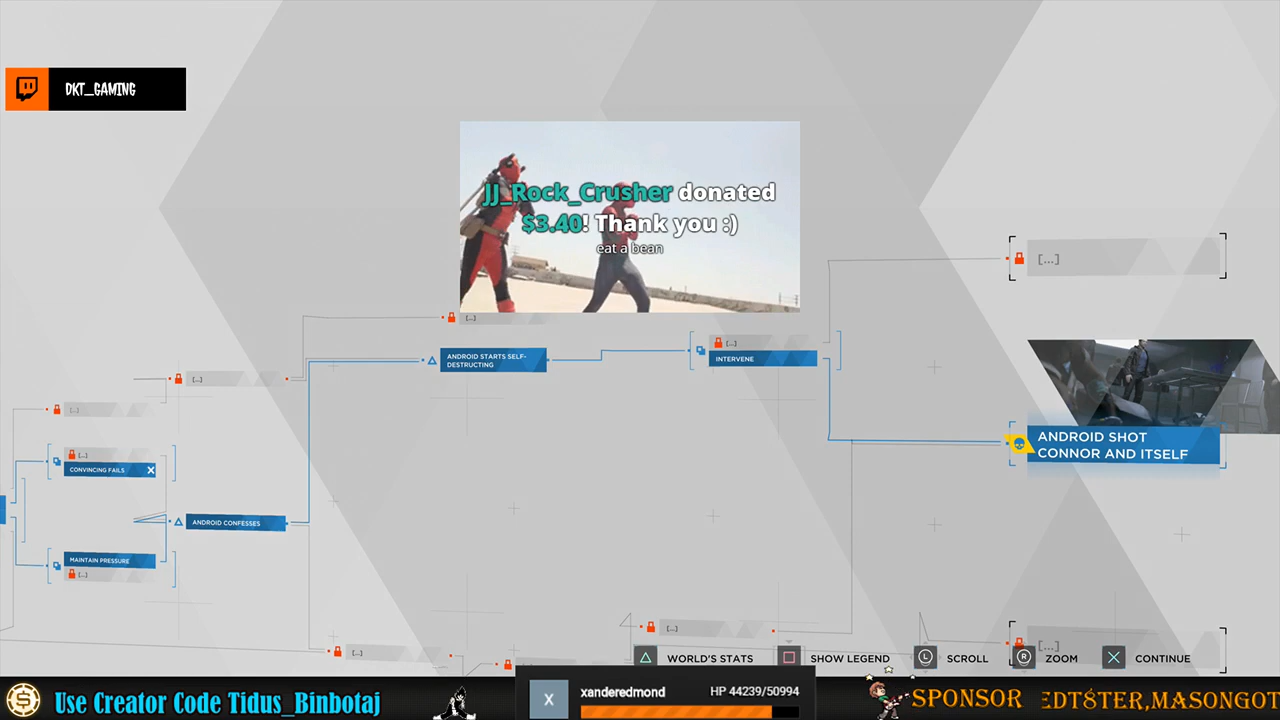 DKT_GAMING
JJ_Rock_Crusher donated
$3.40! Thank you :)
eat a bean
[...]
[...]
[...]
INTERVENE
ANDROID STARTS SELF-
DESTRUCTING
[...]
[...]
[...]
CONVINCING FAILS
ANDROID SHOT
CONNOR AND ITSELF
ANDROID CONFESSES
MAINTAIN PRESSURE
[...]
[...]
[...]
[...]
WORLD'S STATS
SHOW LEGEND
L
SCROLL
R
ZOOM
CONTINUE
Use Creator Code Tidus_Binbotaj
X
xanderedmond
HP 44239/50994
SPONSOR
EDT8TER,MASONGOT